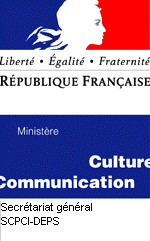 Liberté • Égalité • Fraternité
RÉPUBLIQUE FRANÇAISE
Ministère
Culture
Communication
Secrétariat général
SCPCI-DEPS